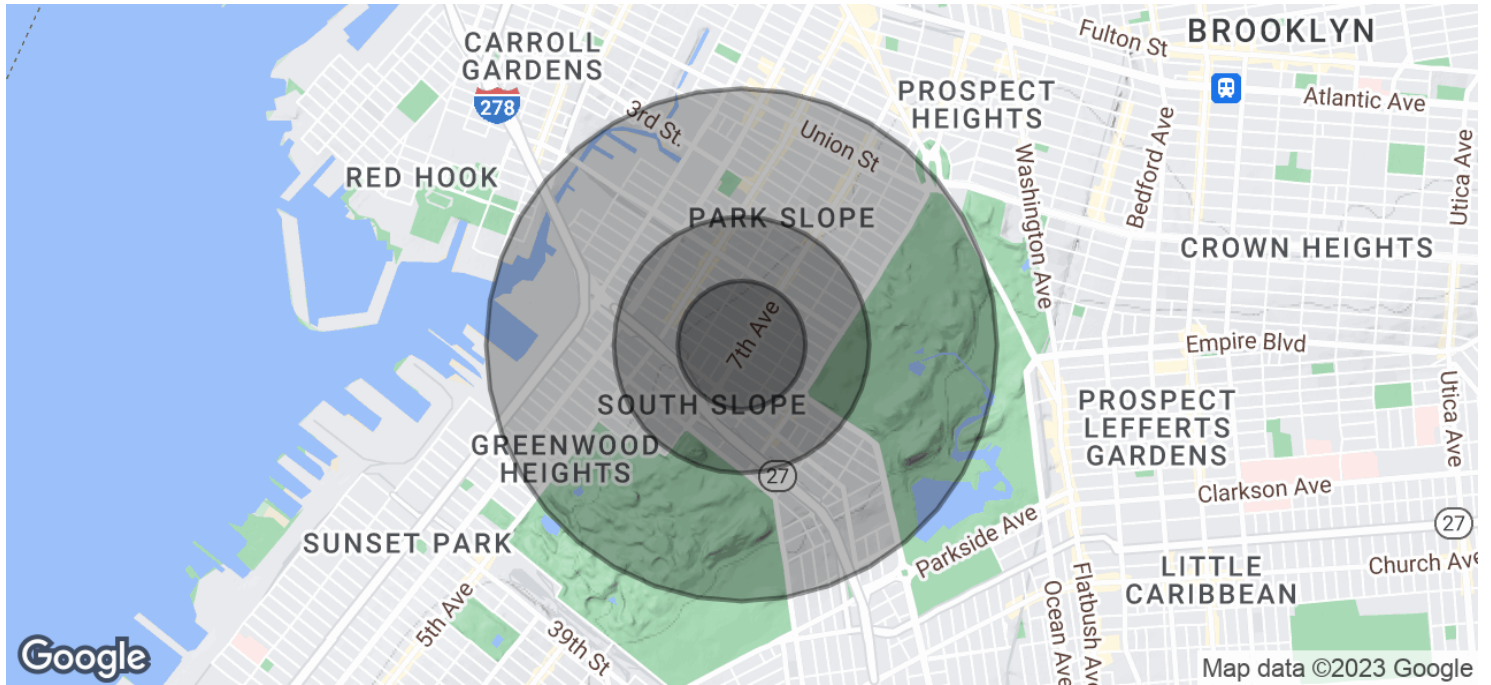 BROOKLYN
Fulton St
CARROLL
GARDENS
278
PROSPECT
HEIGHTS
Atlantic Ave
3rd St.
Union St
Bedford Ave
Washington Ave
Utica Ave
RED HOOK
PARK SLOPE
CROWN HEIGHTS
7th Ave
Empire Blvd
SOUTH SLOPE
PROSPECT
LEFFERTS
GARDENS
Utica Ave
GREENWOOD
HEIGHTS
27
Clarkson Ave
27
SUNSET PARK
Parkside Ave
Church Ave
LITTLE
CARIBBEAN
5th Ave
39th St
Ocean Ave
Flatbush Ave
Google
Map data ©2023 Google